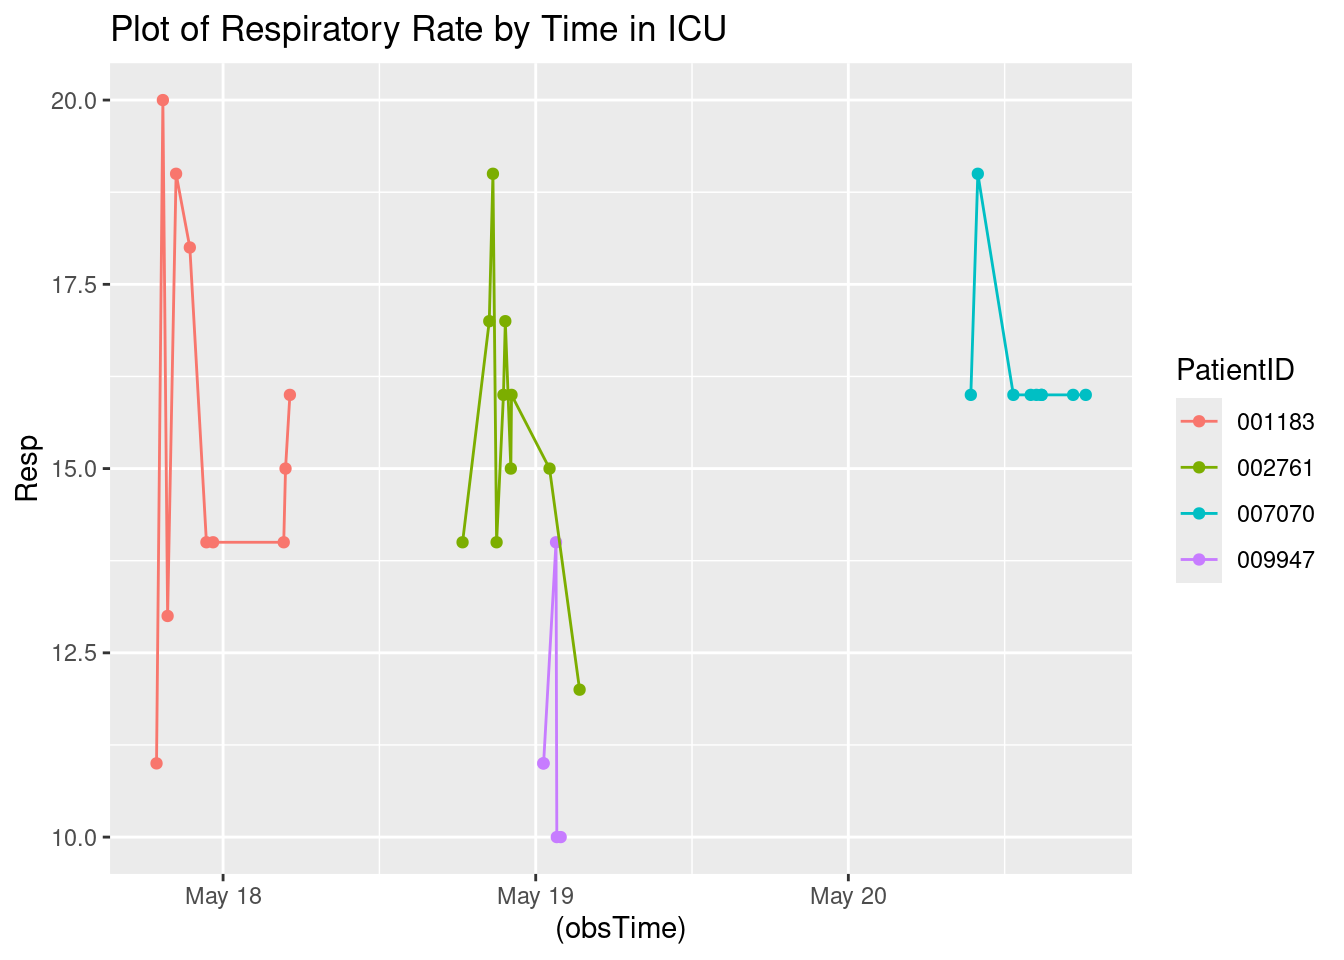 Plot of Respiratory Rate by Time in ICU
20.0
17.5
15.0
12.5
10.0
Resp
May 18 May 19 May 20
(obsTime)
PatientID
001183
002761
007070
009947